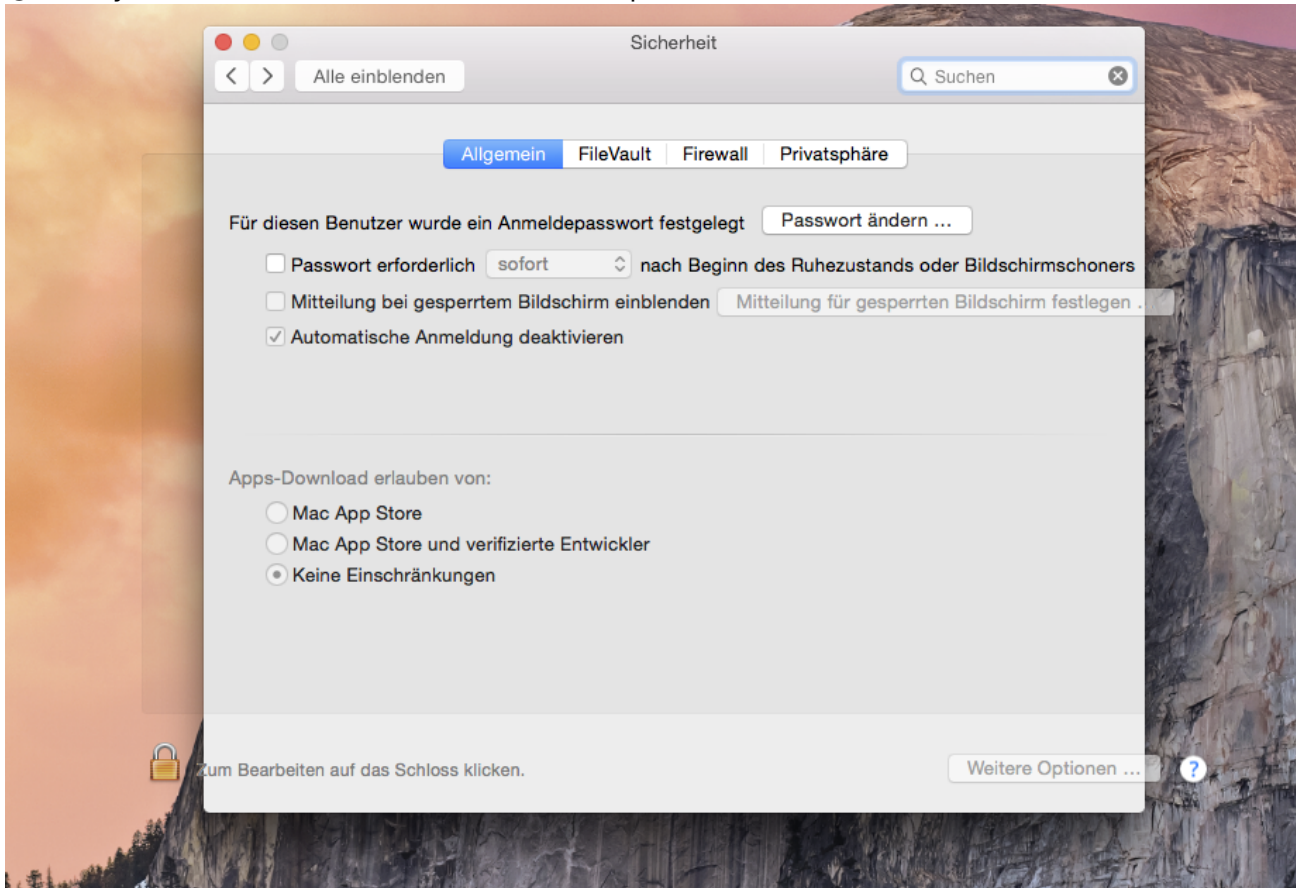 Sicherheit
Alle einblenden
Suchen
Allgemein FileVault Firewall Privatsphäre
Für diesen Benutzer wurde ein Anmeldepasswort festgelegt Passwort ändern ...
Passwort erforderlich sofort nach Beginn des Ruhezustands oder Bildschirmschoners
Mitteilung bei gesperrtem Bildschirm einblenden Mitteilung für gesperrten Bildschirm festlegen ...
Automatische Anmeldung deaktivieren
Apps-Download erlauben von:
Mac App Store
Mac App Store und verifizierte Entwickler
Keine Einschränkungen
Zum Bearbeiten auf das Schloss klicken.
Weitere Optionen ... ?